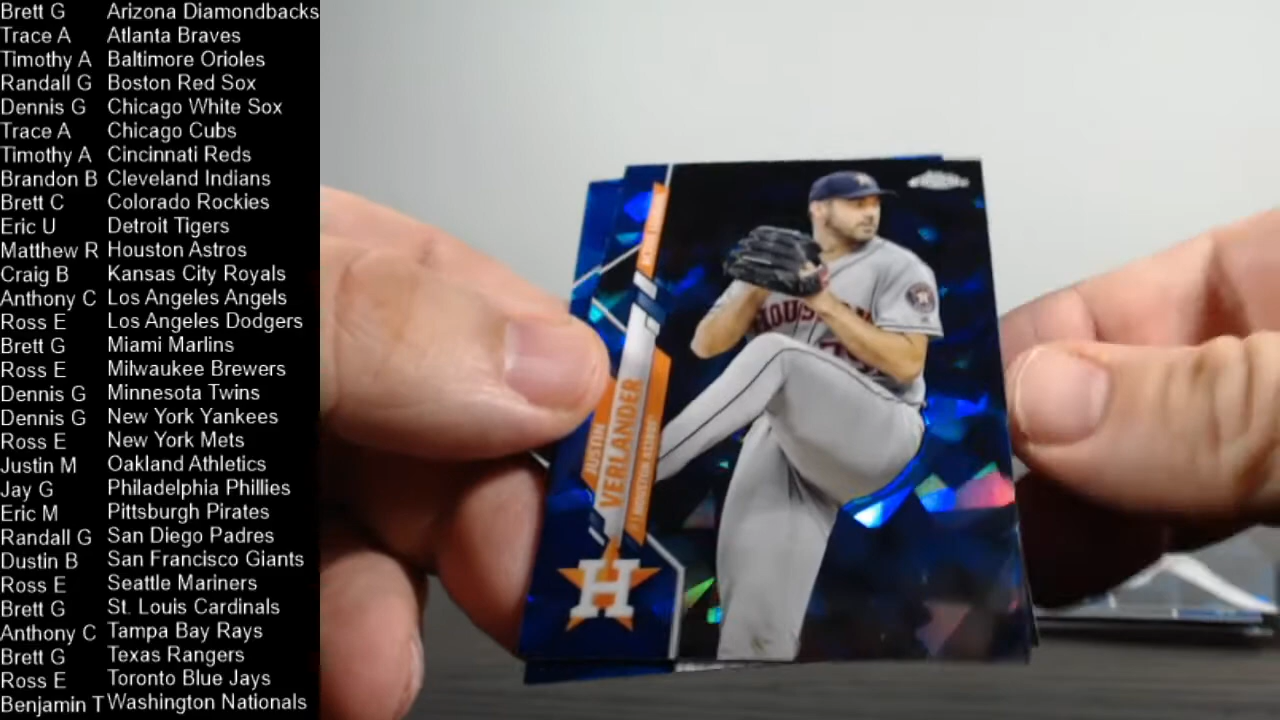 Brett G Arizona Diamondbacks
Trace A Atlanta Braves
Timothy A Baltimore Orioles
Randall G Boston Red Sox
Dennis G Chicago White Sox
Trace A Chicago Cubs
Timothy A Cincinnati Reds
Brandon B Cleveland Indians
Brett C Colorado Rockies
Eric U Detroit Tigers
Matthew R Houston Astros
Craig B Kansas City Royals
Anthony C Los Angeles Angels
Ross E Los Angeles Dodgers
Brett G Miami Marlins
Ross E Milwaukee Brewers
Dennis G Minnesota Twins
Dennis G New York Yankees
Ross E New York Mets
Justin M Oakland Athletics
Jay G Philadelphia Phillies
Eric M Pittsburgh Pirates
Randall G San Diego Padres
Dustin B San Francisco Giants
Ross E Seattle Mariners
Brett G St. Louis Cardinals
Anthony C Tampa Bay Rays
Brett G Texas Rangers
Ross E Toronto Blue Jays
Benjamin T Washington Nationals
JUSTIN
VERLANDER
HOUSTON ASTROS
H